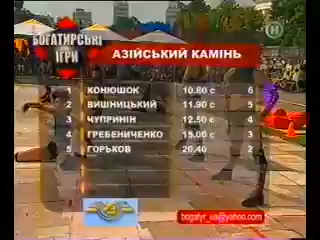 БОГАТИРСЬКІ
ІГРИ
АЗІЙСЬКИЙ КАМІНЬ
1 КОНЮШОК 10.80 с 6
2 ВИШНИЦЬКИЙ 11.90 с 5
3 ЧУПРИНІН 12.50 с 4
4 ГРЕБЕНИЧЕНКО 15.00 с 3
5 ГОРЬКОВ 20.40 2
bogatyr_ua@yahoo.com